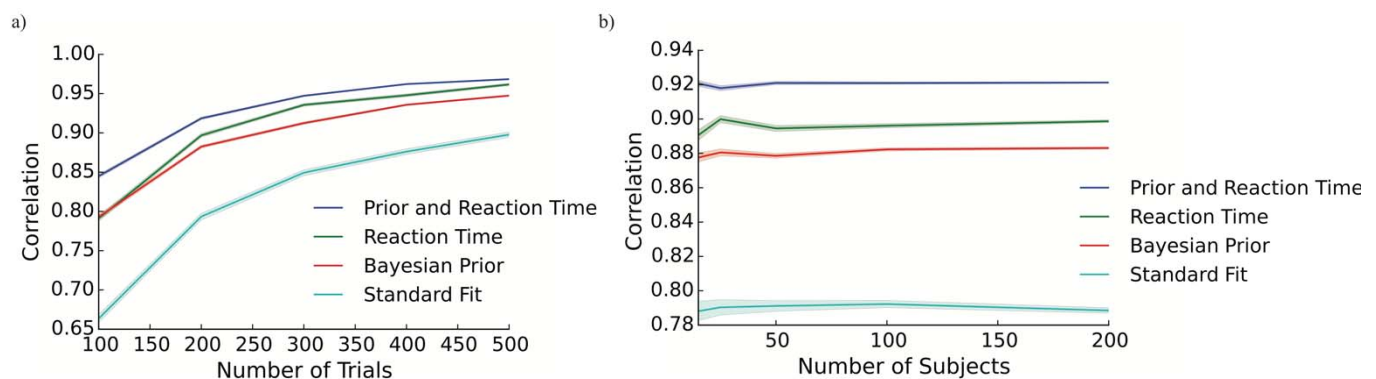 a)
1.00
0.95
0.90
0.85
0.80
0.75
0.70
0.65
Correlation
100 150 200 250 300 350 400 450 500
Number of Trials
Prior and Reaction Time
Reaction Time
Bayesian Prior
Standard Fit
b)
0.94
0.92
0.90
0.88
0.86
0.84
0.82
0.80
0.78
Correlation
50 100 150 200
Number of Subjects
Prior and Reaction Time
Reaction Time
Bayesian Prior
Standard Fit